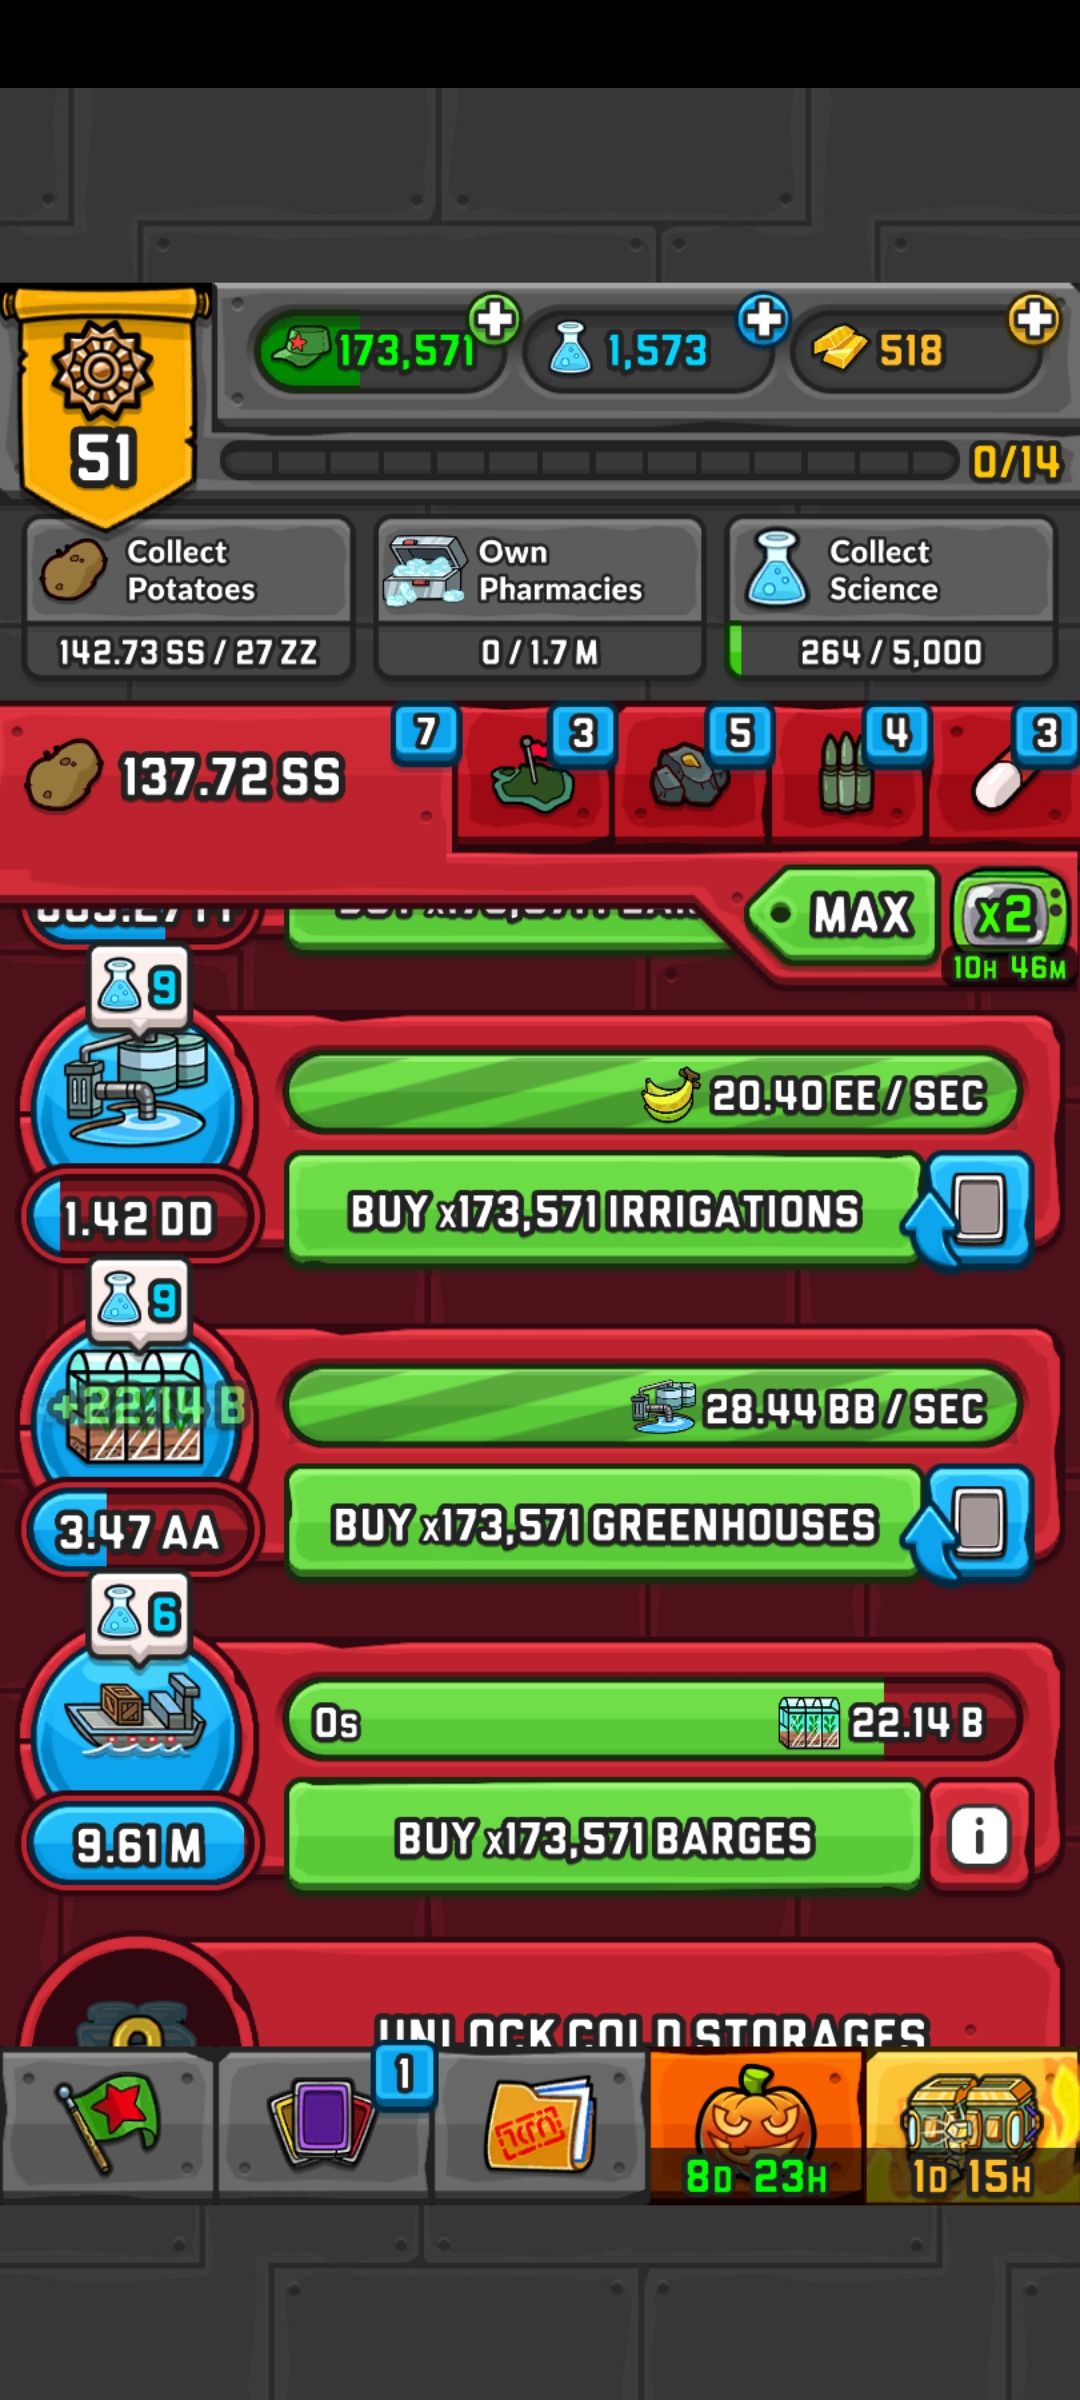 173,571
1,573
518
51
0/14
Collect
Potatoes
142.73 SS / 27 ZZ
Own
Pharmacies
0 / 1.7 M
Collect
Science
264 / 5,000
137.72 SS
7
3
5
4
3
MAX
x2
10H 46M
9
20.40 EE / SEC
1.42 DD
BUY x173,571 IRRIGATIONS
9
+22.14 B
28.44 BB / SEC
3.47 AA
BUY x173,571 GREENHOUSES
6
0s
22.14 B
9.61 M
BUY x173,571 BARGES
i
UNLOCK COLD STORAGES
1
8D 23H
1D 15H